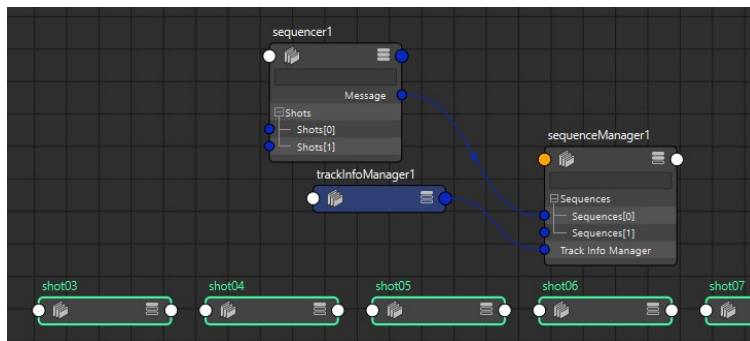 sequencer1
Message
Shots
Shots[0]
Shots[1]
trackInfoManager1
sequenceManager1
Sequences
Sequences[0]
Sequences[1]
Track Info Manager
shot03
shot04
shot05
shot06
shot07